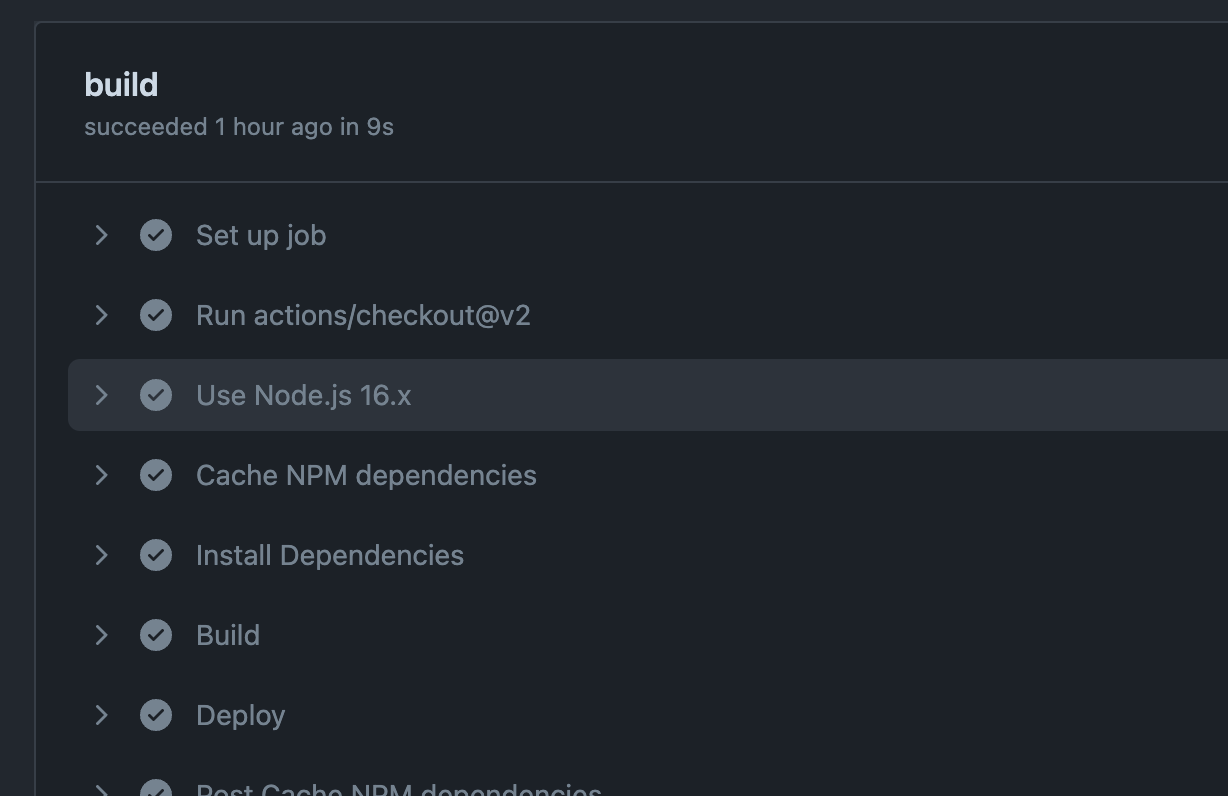 build
succeeded 1 hour ago in 9s
Set up job
Run actions/checkout@v2
Use Node.js 16.x
Cache NPM dependencies
Install Dependencies
Build
Deploy
Post Cache NPM dependencies